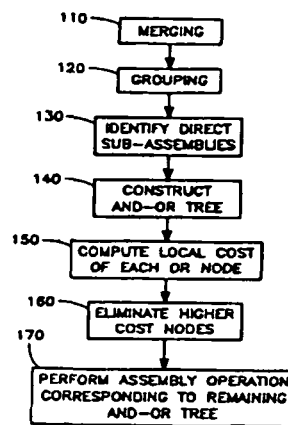 110
MERGING
120
GROUPING
130
IDENTIFY DIRECT
SUB-ASSEMBLIES
140
CONSTRUCT
AND-OR TREE
150
COMPUTE LOCAL COST
OF EACH OR NODE
160
ELIMINATE HIGHER
COST NODES
170
PERFORM ASSEMBLY OPERATION
CORRESPONDING TO REMAINING
AND-OR TREE